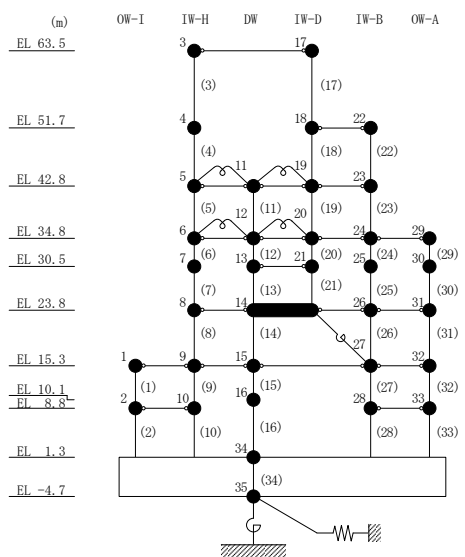 (m) OW-I IW-H DW IW-D IW-B OW-A
EL 63.5 3 17
(3) (17)
EL 51.7 4 18 22
(4) 11 19 (18) (22)
EL 42.8 5 23
(5) 12 (11) 20 (19) (23)
EL 34.8 6 24 29
(6) (12) (20) (24) (29)
EL 30.5 7 13 21 25 30
(7) (13) (21) (25) (30)
EL 23.8 8 14 26 31
(8) (14) (26) (31)
27
EL 15.3 1 9 15 32
(1) (9) (15) (27) (32)
EL 10.1 16
EL 8.8 2 10 28 33
(2) (10) (16) (28) (33)
EL 1.3 34
(34)
EL -4.7 35